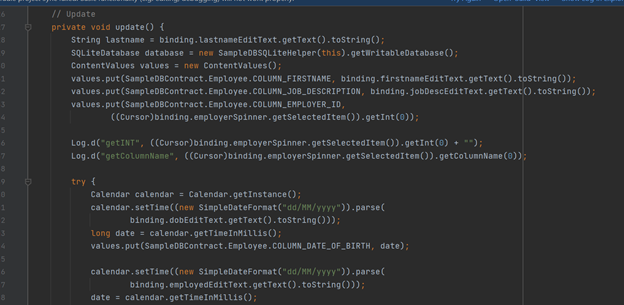 // Update
private void update() {
String lastname = binding.lastnameEditText.getText().toString();
SQLiteDatabase database = new SampleDBSQLiteHelper(this).getWritableDatabase();
ContentValues values = new ContentValues();
values.put(SampleDBContract.Employee.COLUMN_FIRSTNAME, binding.firstnameEditText.getText().toString());
values.put(SampleDBContract.Employee.COLUMN_JOB_DESCRIPTION, binding.jobDescEditText.getText().toString());
values.put(SampleDBContract.Employee.COLUMN_EMPLOYER_ID,
((Cursor)binding.employerSpinner.getSelectedItem()).getInt(0));
Log.d("getINT", ((Cursor)binding.employerSpinner.getSelectedItem()).getInt(0) + "");
Log.d("getColumnName", ((Cursor)binding.employerSpinner.getSelectedItem()).getColumnName(0));
try {
Calendar calendar = Calendar.getInstance();
calendar.setTime((new SimpleDateFormat("dd/MM/yyyy")).parse(
binding.dobEditText.getText().toString()));
long date = calendar.getTimeInMillis();
values.put(SampleDBContract.Employee.COLUMN_DATE_OF_BIRTH, date);
calendar.setTime((new SimpleDateFormat("dd/MM/yyyy")).parse(
binding.employedEditText.getText().toString()));
date = calendar.getTimeInMillis();